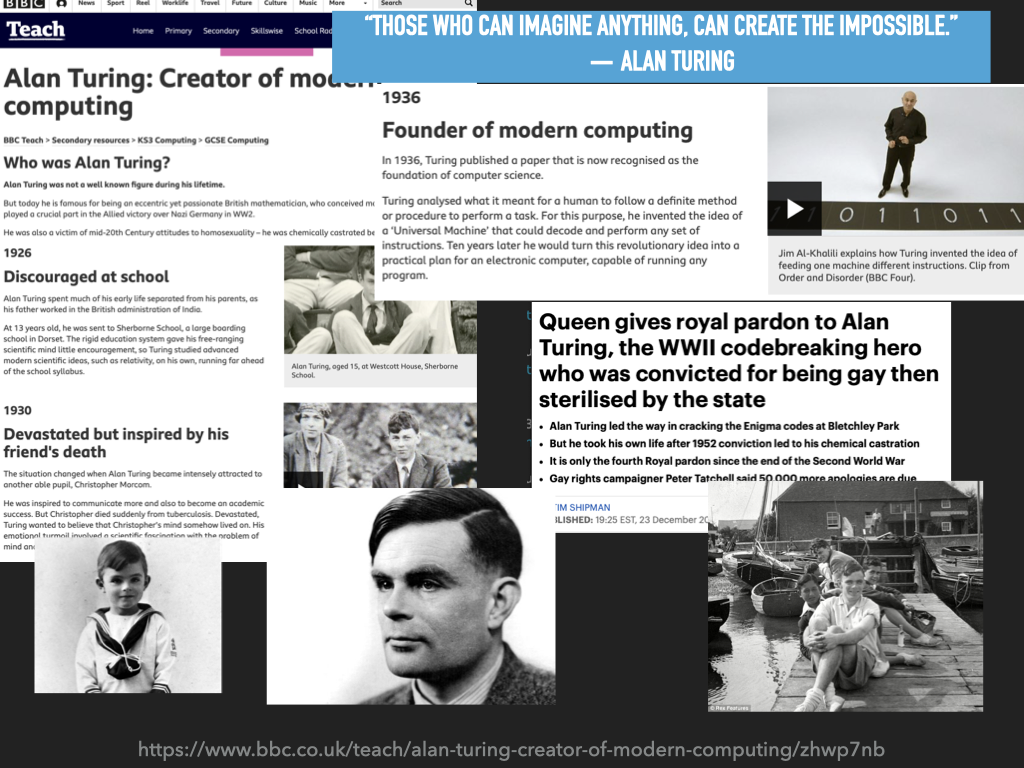 “THOSE WHO CAN IMAGINE ANYTHING, CAN CREATE THE IMPOSSIBLE.”
— ALAN TURING
BBC News Sport Reel Worklife Travel Future Culture Music More Search
Teach Home Primary Secondary Skillswise School
Alan Turing: Creator of modern
computing
BBC Teach > Secondary resources > KS3 Computing > GCSE Computing
Who was Alan Turing?
Alan Turing was not a well known figure during his lifetime.
But today he is famous for being an eccentric yet passionate British mathematician, who conceived
played a crucial part in the Allied victory over Nazi Germany in WW2.
He was also a victim of mid-20th Century attitudes to homosexuality – he was chemically castrated
1926
Discouraged at school
Alan Turing spent much of his early life separated from his parents, as
his father worked in the British administration of India.
At 13 years old, he was sent to Sherborne School, a large boarding
school in Dorset. The rigid education system gave his free-ranging
scientific mind little encouragement, so Turing studied advanced
modern scientific ideas, such as relativity, on his own, running far ahead
of the school syllabus.
Alan Turing, aged 15, at Westcott House, Sherborne
School.
1930
Devastated but inspired by his
friend's death
The situation changed when Alan Turing became intensely attracted to
another able pupil, Christopher Morcom.
He was inspired to communicate more and also to become an academic
success. But Christopher died suddenly from tuberculosis. Devastated,
Turing wanted to believe that Christopher's mind somehow lived on. His
emotional turmoil involved a scientific fascination with the problem of
mind
1936
Founder of modern computing
In 1936, Turing published a paper that is now recognised as the
foundation of computer science.
Turing analysed what it meant for a human to follow a definite method
or procedure to perform a task. For this purpose, he invented the idea of
a ‘Universal Machine’ that could decode and perform any set of
instructions. Ten years later he would turn this revolutionary idea into a
practical plan for an electronic computer, capable of running any
program.
1 0 1 1 0 1 1
Jim Al-Khalili explains how Turing invented the idea of
feeding one machine different instructions. Clip from
Order and Disorder (BBC Four).
Queen gives royal pardon to Alan
Turing, the WWII codebreaking hero
who was convicted for being gay then
sterilised by the state
• Alan Turing led the way in cracking the Enigma codes at Bletchley Park
• But he took his own life after 1952 conviction led to his chemical castration
• It is only the fourth Royal pardon since the end of the Second World War
• Gay rights campaigner Peter Tatchell said 50,000 more apologies are due
TIM SHIPMAN
BLISHED: 19:25 EST, 23 December 20
© Rex Features
https://www.bbc.co.uk/teach/alan-turing-creator-of-modern-computing/zhwp7nb